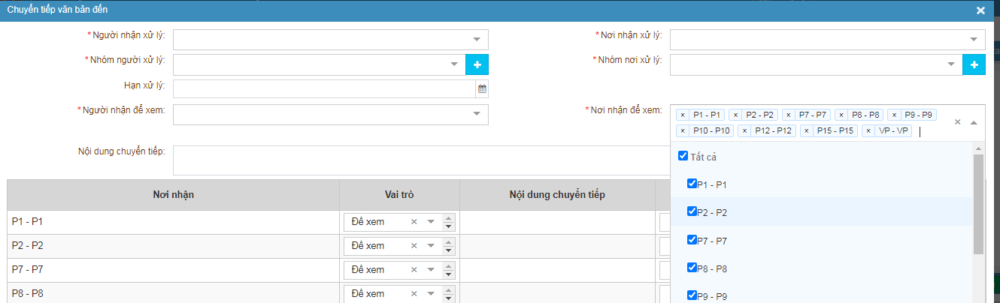 Chuyển tiếp văn bản đến
* Người nhận xử lý:
* Nơi nhận xử lý:
* Nhóm người xử lý:
* Nhóm nơi xử lý:
Hạn xử lý:
* Người nhận để xem:
* Nơi nhận để xem:
× P1 - P1 × P2 - P2 × P7 - P7 × P8 - P8 × P9 - P9
× P10 - P10 × P12 - P12 × P15 - P15 × VP - VP
Nội dung chuyển tiếp:
Tất cả
P1 - P1
P2 - P2
P7 - P7
P8 - P8
P9 - P9
Nơi nhận Vai trò Nội dung chuyển tiếp
P1 - P1 Để xem
P2 - P2 Để xem
P7 - P7 Để xem
P8 - P8 Để xem